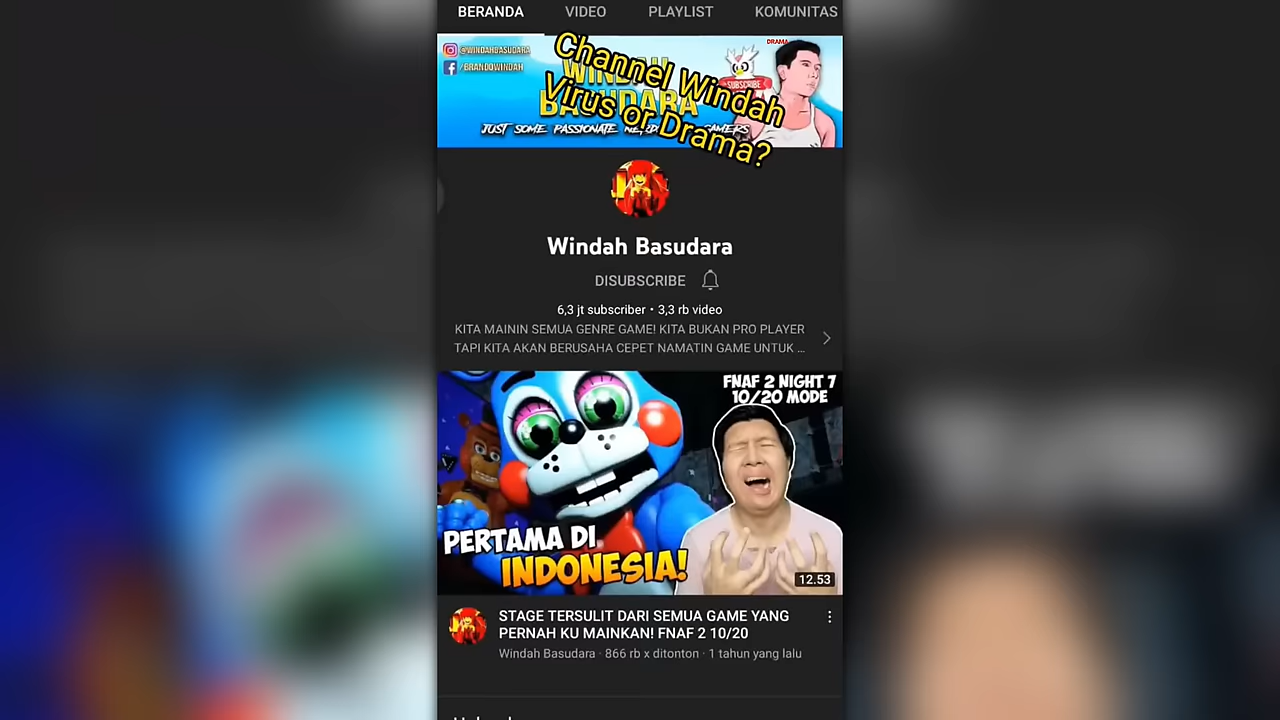 BERANDA VIDEO PLAYLIST KOMUNITAS
@WINDAHBASUDARA
/BRANDOWINDAH
WINDAH
BASUDARA
JUST SOME PASSIONATE GAMERS
DRAMA
SUBSCRIBE
Channel Windah
Virus or Drama?
Windah Basudara
DISUBSCRIBE
6,3 jt subscriber • 3,3 rb video
KITA MAININ SEMUA GENRE GAME! KITA BUKAN PRO PLAYER
TAPI KITA AKAN BERUSAHA CEPET NAMATIN GAME UNTUK ...
FNAF 2 NIGHT 7
10/20 MODE
PERTAMA DI
INDONESIA!
12.53
STAGE TERSULIT DARI SEMUA GAME YANG
PERNAH KU MAINKAN! FNAF 2 10/20
Windah Basudara · 866 rb x ditonton · 1 tahun yang lalu